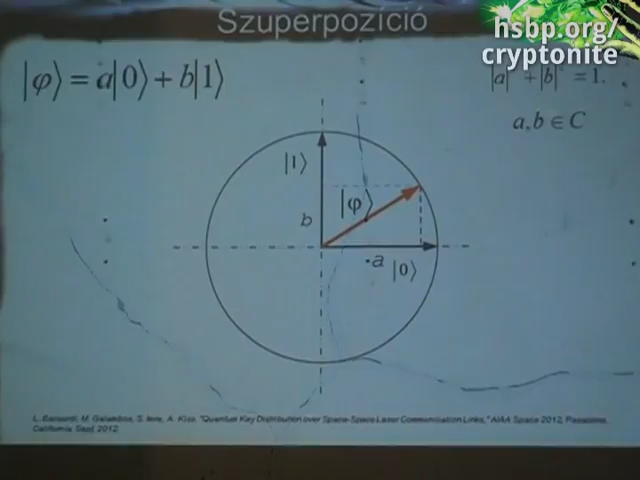 Szuperpozíció
hsbp.org/
cryptonite
|φ⟩ = a|0⟩ + b|1⟩
|a| + |b| = 1.
a,b ∈ C
|1⟩
|φ⟩
b
a
|0⟩
L. Bacsardi, M. Galambos, S. Imre, A. Kiss. "Quantum Key Distribution over Space-Space Laser Communication Links," AIAA Space 2012, Pasadena,
California, Sept. 2012.